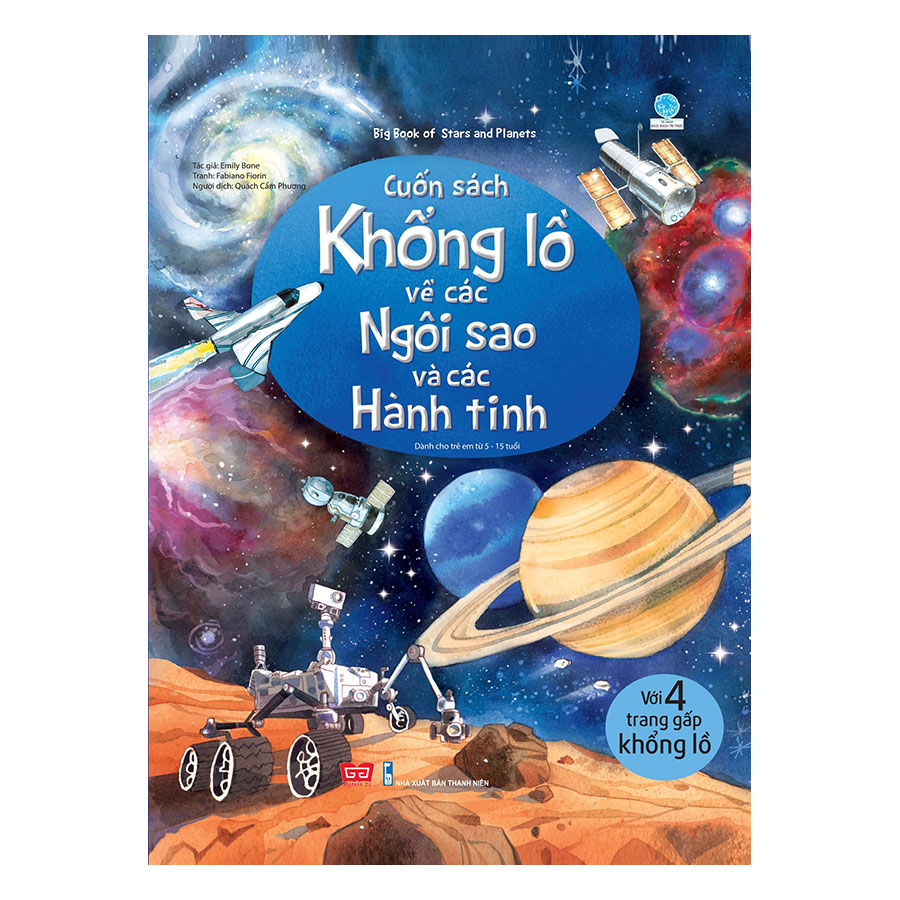 Big Book of Stars and Planets
Tác giả: Emily Bone
Tranh: Fabiano Fiorin
Người dịch: Quách Cẩm Phương
Cuốn sách
Khổng lồ
về các
Ngôi sao
và các
Hành tinh
Dành cho trẻ em từ 5 - 15 tuổi
Với 4
trang gấp
khổng lồ
NHÀ XUẤT BẢN THANH NIÊN